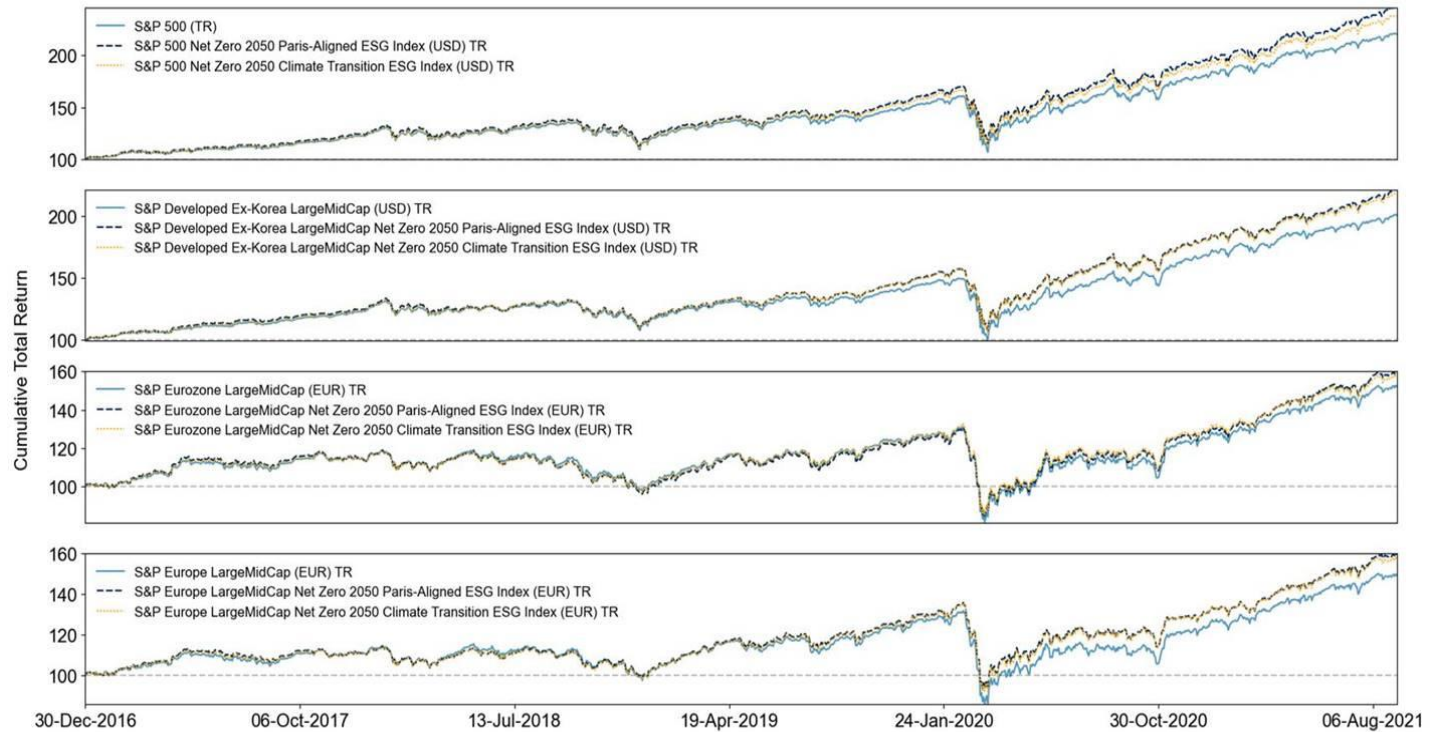 Cumulative Total Return
200
150
100
S&P 500 (TR)
S&P 500 Net Zero 2050 Paris-Aligned ESG Index (USD) TR
S&P 500 Net Zero 2050 Climate Transition ESG Index (USD) TR
200
150
100
S&P Developed Ex-Korea LargeMidCap (USD) TR
S&P Developed Ex-Korea LargeMidCap Net Zero 2050 Paris-Aligned ESG Index (USD) TR
S&P Developed Ex-Korea LargeMidCap Net Zero 2050 Climate Transition ESG Index (USD) TR
160
140
120
100
S&P Eurozone LargeMidCap (EUR) TR
S&P Eurozone LargeMidCap Net Zero 2050 Paris-Aligned ESG Index (EUR) TR
S&P Eurozone LargeMidCap Net Zero 2050 Climate Transition ESG Index (EUR) TR
160
140
120
100
S&P Europe LargeMidCap (EUR) TR
S&P Europe LargeMidCap Net Zero 2050 Paris-Aligned ESG Index (EUR) TR
S&P Europe LargeMidCap Net Zero 2050 Climate Transition ESG Index (EUR) TR
30-Dec-2016 06-Oct-2017 13-Jul-2018 19-Apr-2019 24-Jan-2020 30-Oct-2020 06-Aug-2021